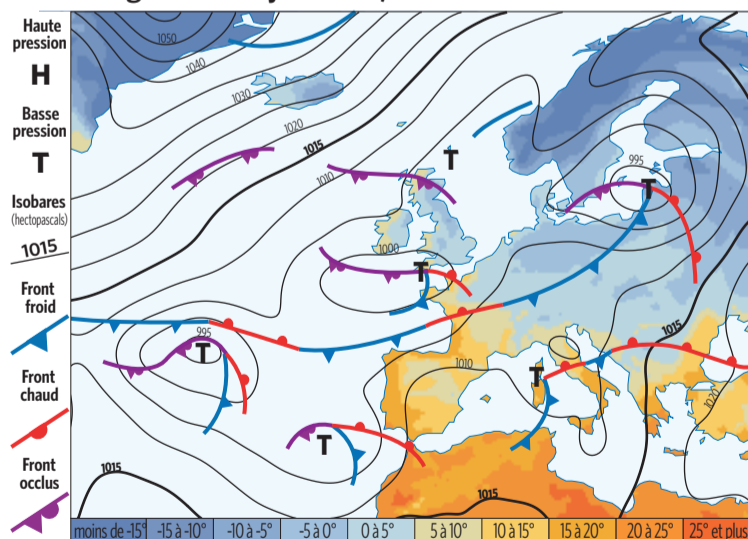 Haute
pression
H
Basse
pression
T
Isobares
(hectopascals)
1015
Front
froid
Front
chaud
Front
occlus
1050
1040
1030
1020
1015
1010
T
995
T
1000
T
995
T
1010
T
1015
1020
T
1015
1015
moins de -15°
-15 à -10°
-10 à -5°
-5 à 0°
0 à 5°
5 à 10°
10 à 15°
15 à 20°
20 à 25°
25° et plus